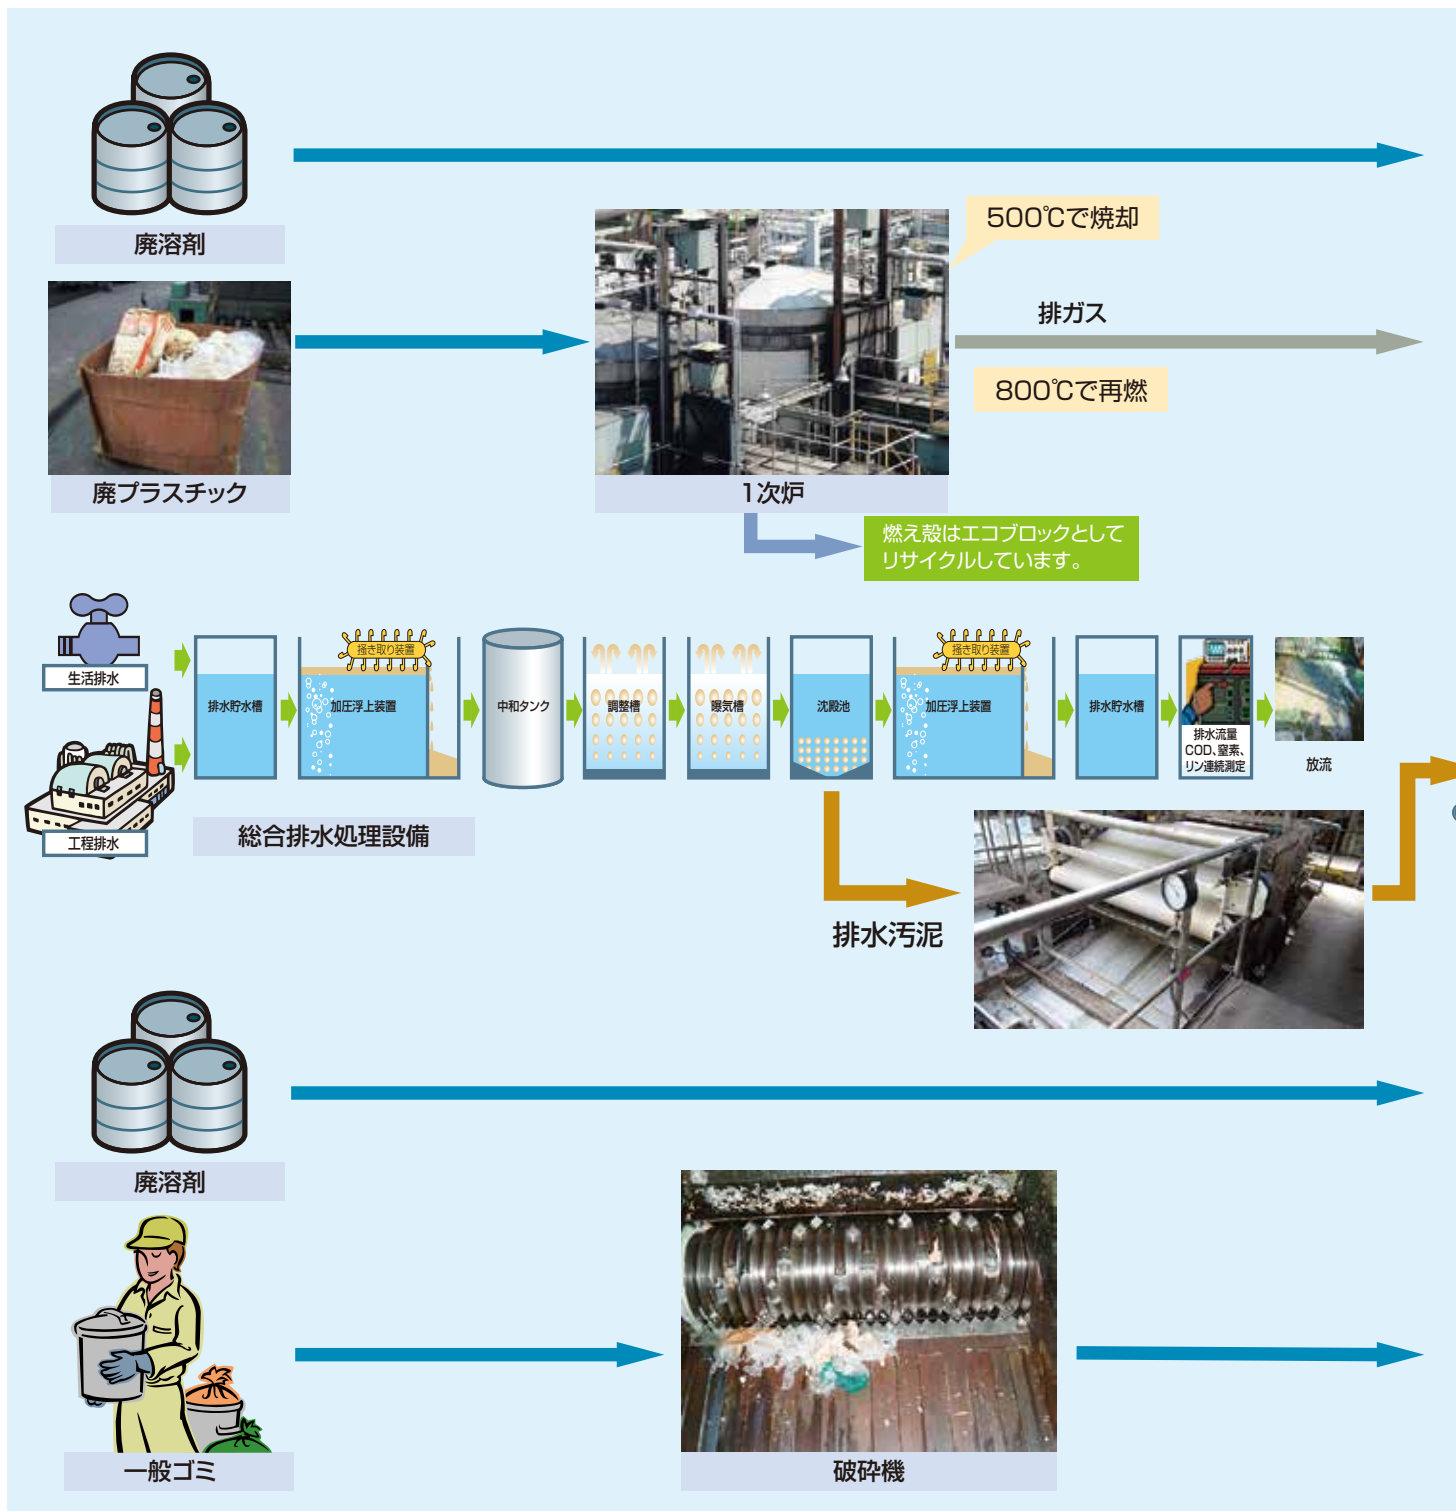 廃溶剤
500℃で焼却
排ガス
800℃で再燃
廃プラスチック
1次炉
燃え殻はエコブロックとして
リサイクルしています。
生活排水
工程排水
排水貯水槽
掻き取り装置
加圧浮上装置
中和タンク
調整槽
曝気槽
沈殿池
掻き取り装置
加圧浮上装置
排水貯水槽
排水流量
COD、窒素、
リン連続測定
放流
総合排水処理設備
排水汚泥
廃溶剤
一般ゴミ
破砕機